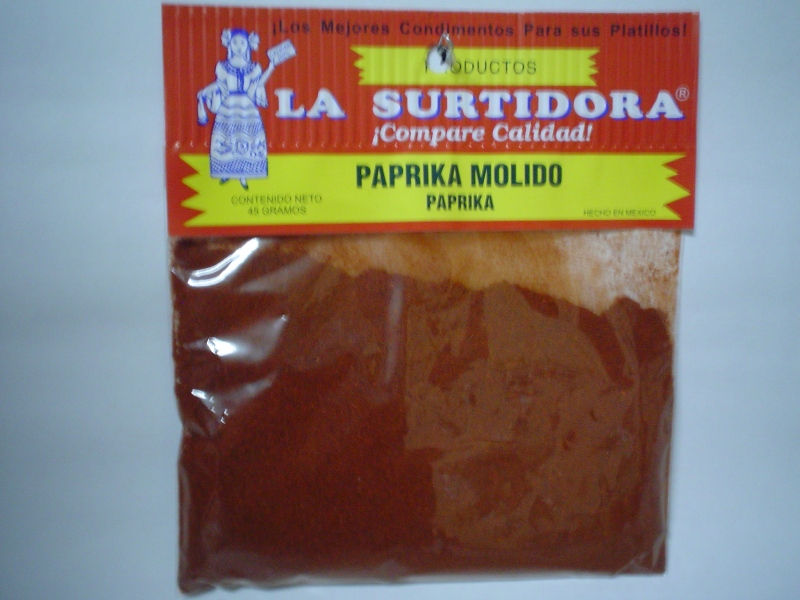 ¡Los Mejores Condimentos Para sus Platillos!
PRODUCTOS
LA SURTIDORA®
¡Compare Calidad!
PAPRIKA MOLIDO
PAPRIKA
CONTENIDO NETO
45 GRAMOS
HECHO EN MEXICO